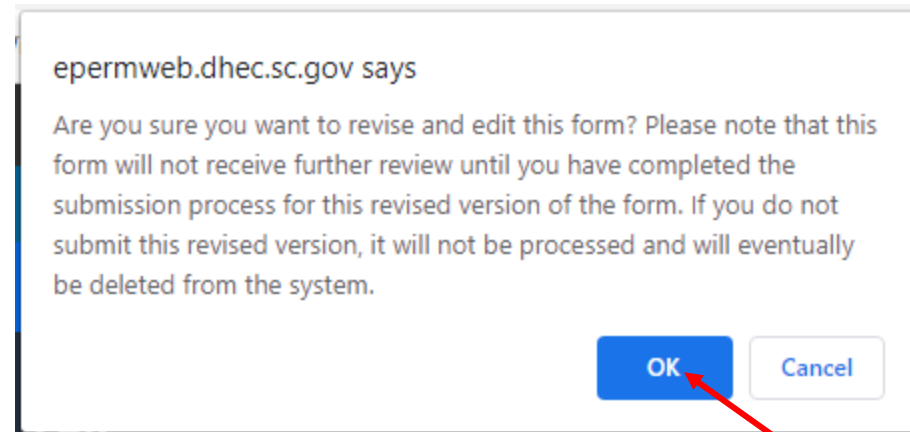 epermweb.dhec.sc.gov says
Are you sure you want to revise and edit this form? Please note that this
form will not receive further review until you have completed the
submission process for this revised version of the form. If you do not
submit this revised version, it will not be processed and will eventually
be deleted from the system.
OK Cancel